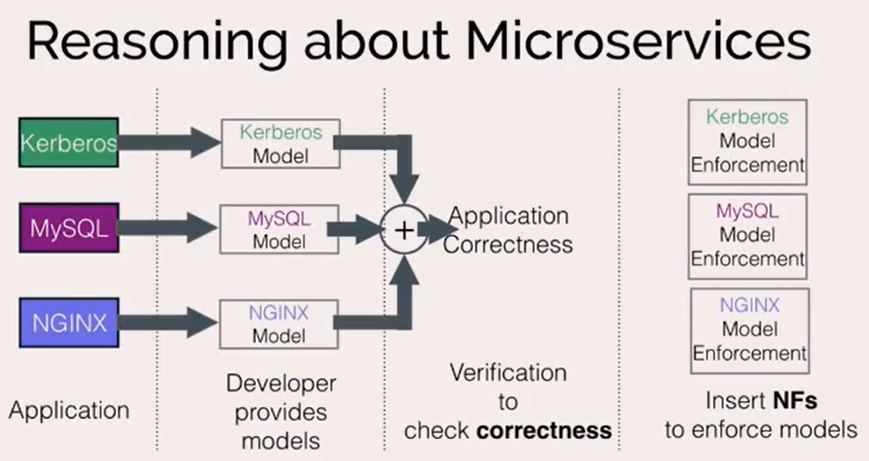 Reasoning about Microservices
Kerberos
Kerberos
Model
MySQL
MySQL
Model
NGINX
NGINX
Model
+
Application
Correctness
Kerberos
Model
Enforcement
MySQL
Model
Enforcement
NGINX
Model
Enforcement
Application
Developer
provides
models
Verification
to
check correctness
Insert NFs
to enforce models